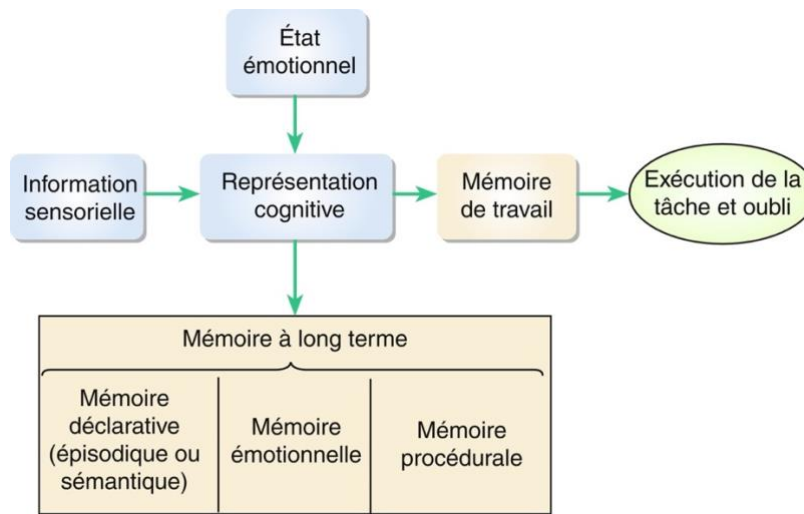 État
émotionnel
Information
sensorielle
Représentation
cognitive
Mémoire
de travail
Exécution de la
tâche et oubli
Mémoire à long terme
Mémoire
déclarative
(épisodique ou
sémantique)
Mémoire
émotionnelle
Mémoire
procédurale